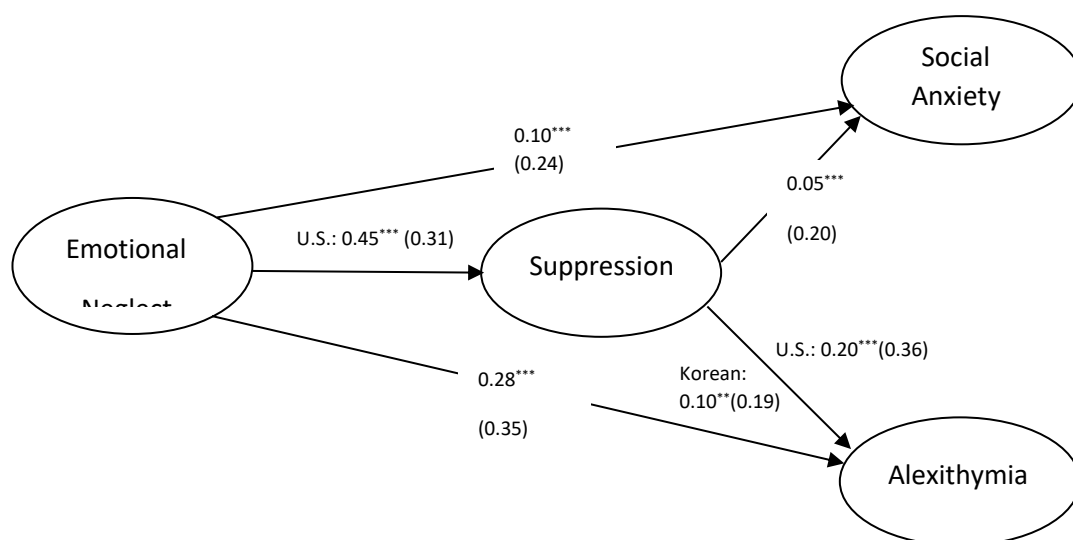 Social
Anxiety
0.10***
(0.24)
0.05***
(0.20)
U.S.: 0.45*** (0.31)
Emotional
Suppression
U.S.: 0.20***(0.36)
Korean:
0.10**(0.19)
0.28***
(0.35)
Alexithymia